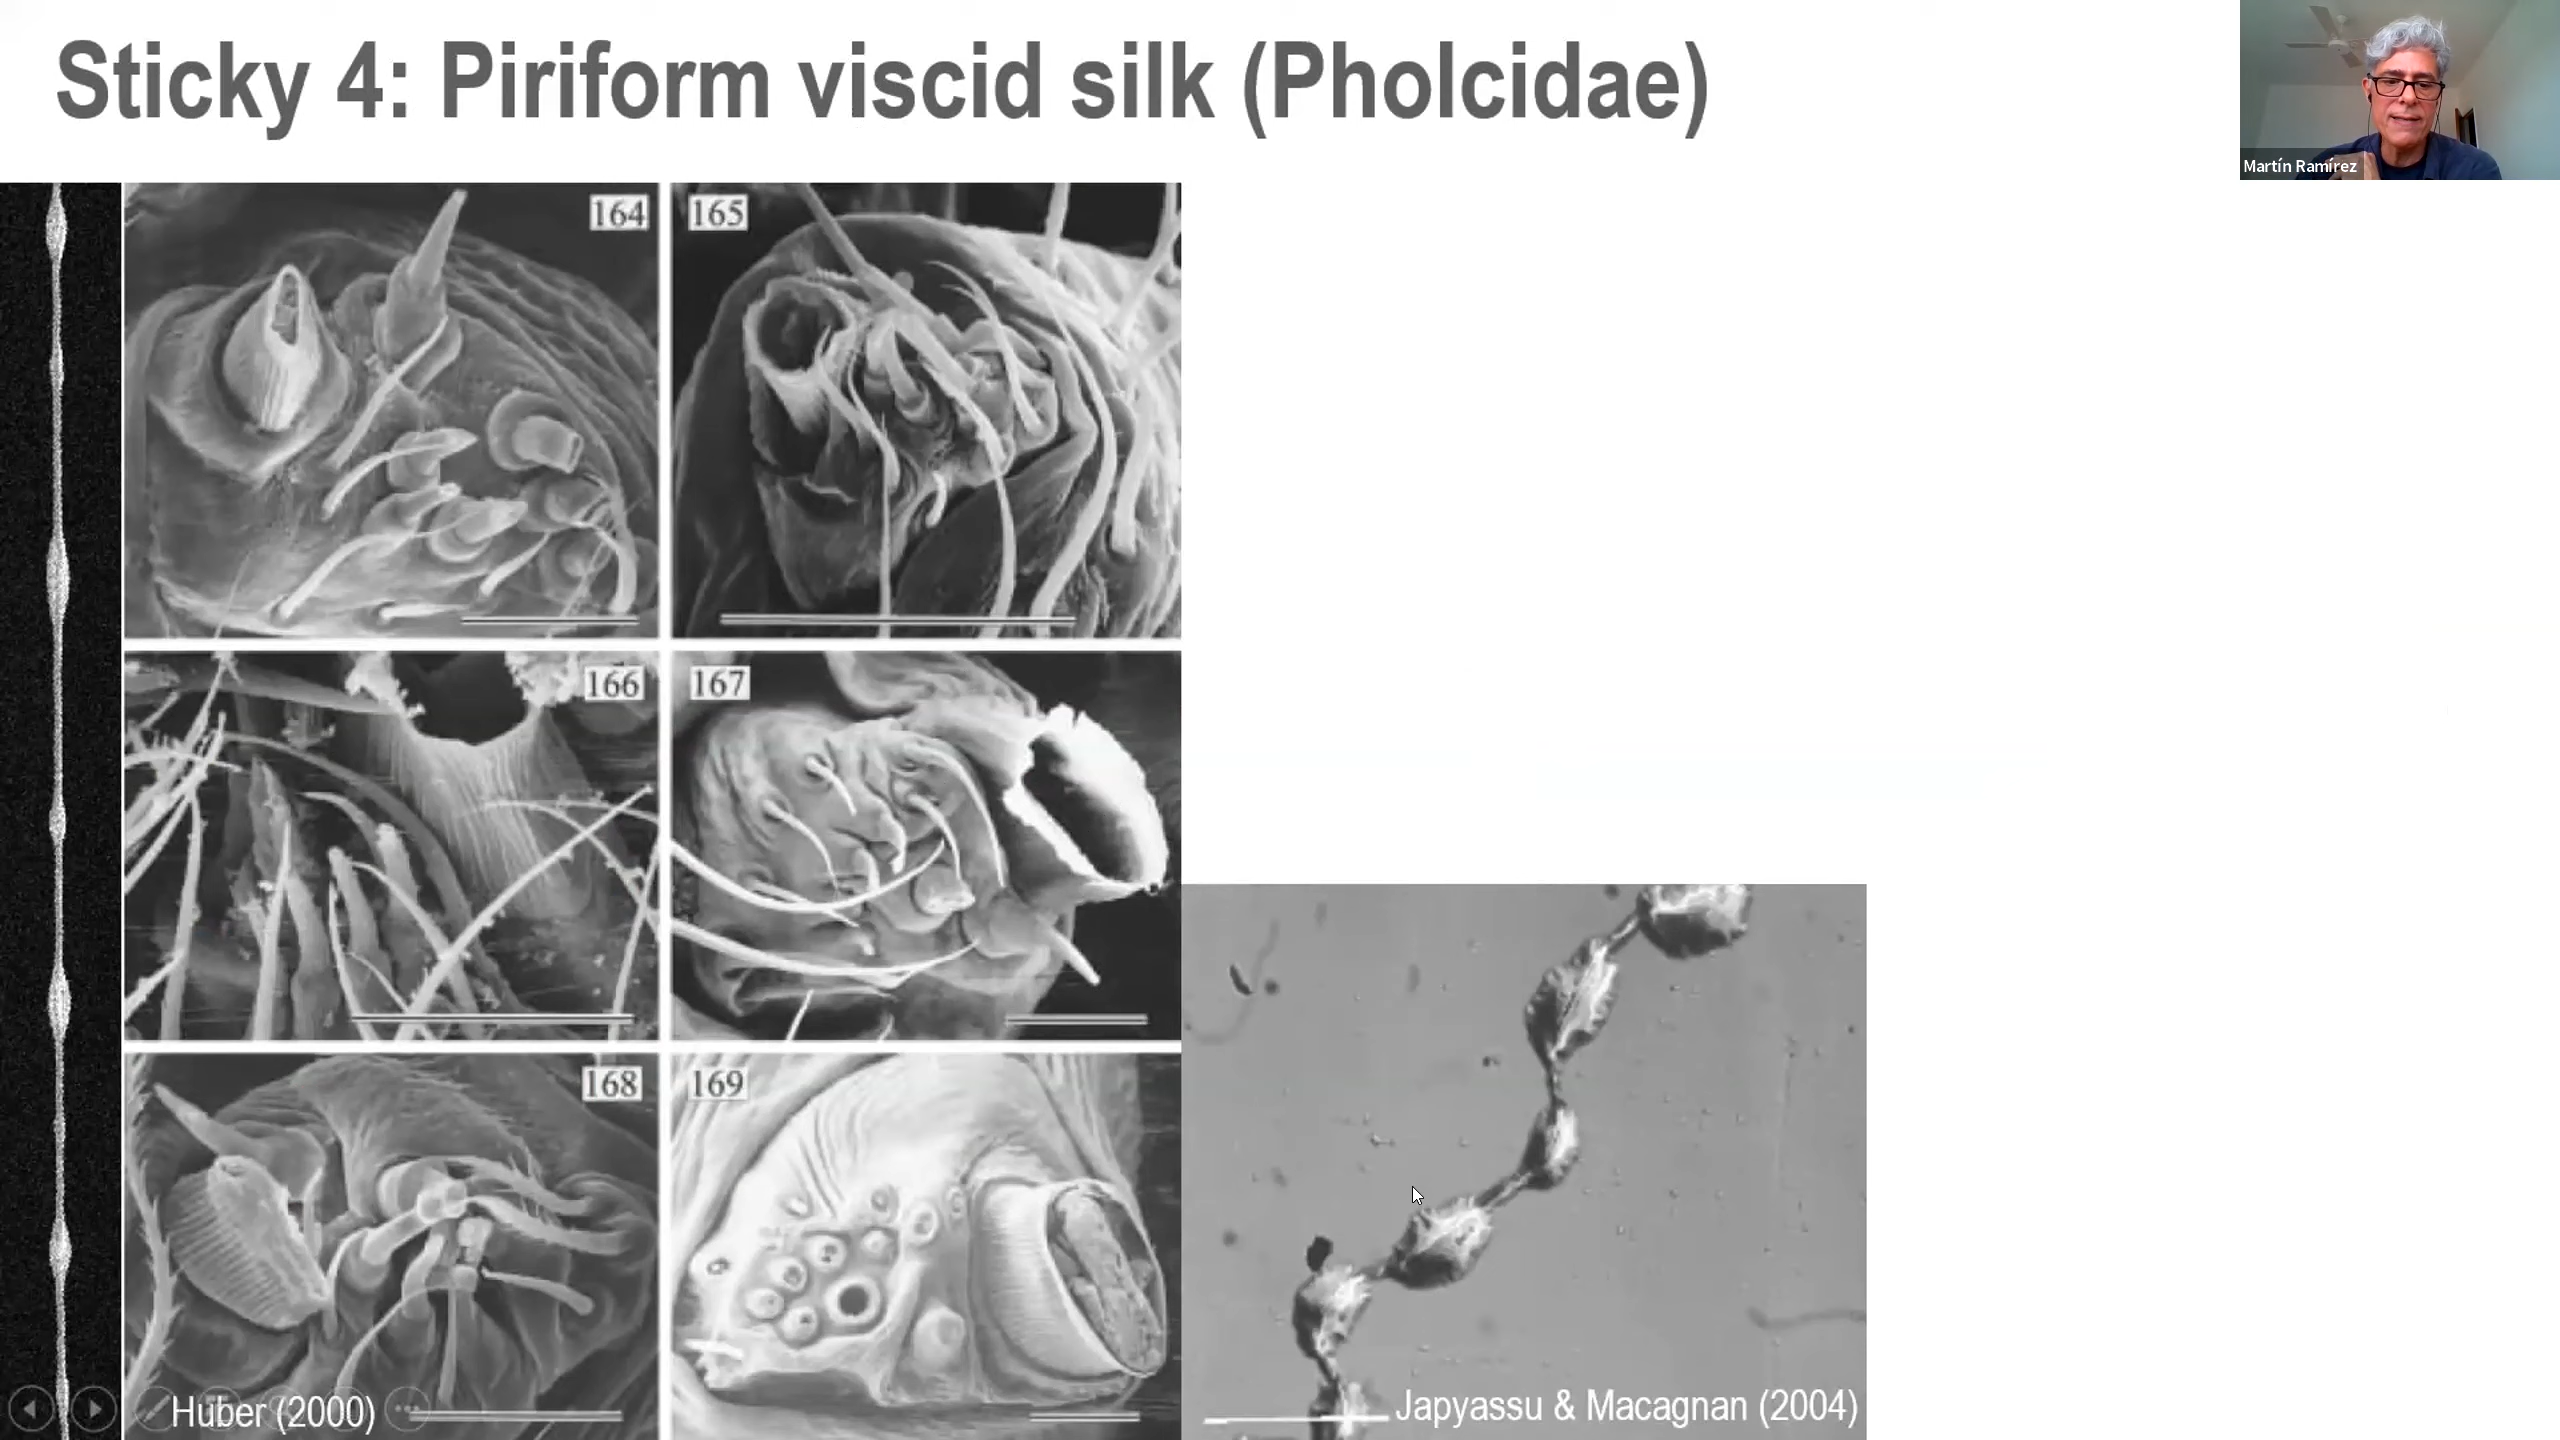 Sticky 4: Piriform viscid silk (Pholcidae)
Martín Ramírez
164
165
166
167
168
169
Huber (2000)
Japyassu & Macagnan (2004)